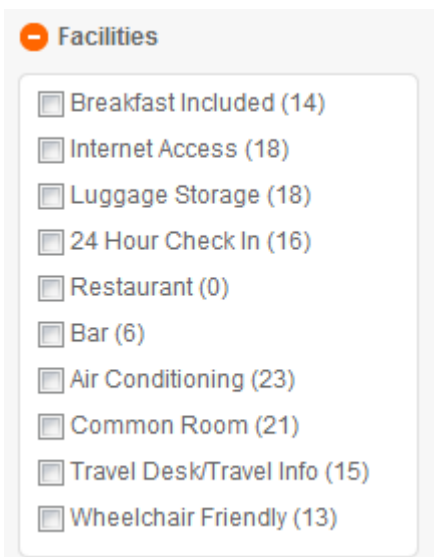 Facilities
Breakfast Included (14)
Internet Access (18)
Luggage Storage (18)
24 Hour Check In (16)
Restaurant (0)
Bar (6)
Air Conditioning (23)
Common Room (21)
Travel Desk/Travel Info (15)
Wheelchair Friendly (13)